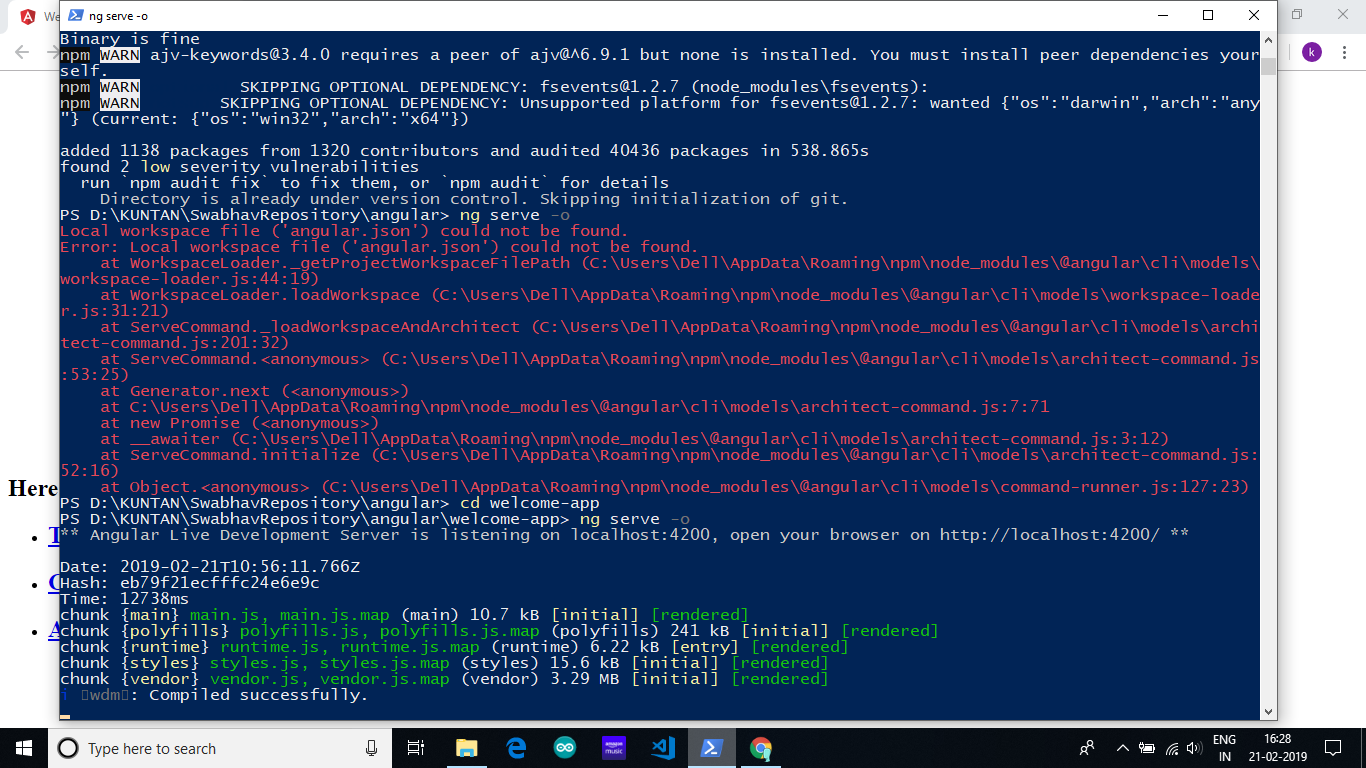 We
ng serve -o
k
Binary is fine
npm WARN ajv-keywords@3.4.0 requires a peer of ajv@^6.9.1 but none is installed. You must install peer dependencies your
self.
npm WARN SKIPPING OPTIONAL DEPENDENCY: fsevents@1.2.7 (node_modules\fsevents):
npm WARN SKIPPING OPTIONAL DEPENDENCY: Unsupported platform for fsevents@1.2.7: wanted {"os":"darwin","arch":"any
"} (current: {"os":"win32","arch":"x64"})
added 1138 packages from 1320 contributors and audited 40436 packages in 538.865s
found 2 low severity vulnerabilities
run `npm audit fix` to fix them, or `npm audit` for details
Directory is already under version control. Skipping initialization of git.
PS D:\KUNTAN\SwabhavRepository\angular> ng serve -o
Local workspace file ('angular.json') could not be found.
Error: Local workspace file ('angular.json') could not be found.
at WorkspaceLoader._getProjectWorkspaceFilePath (C:\Users\Dell\AppData\Roaming\npm\node_modules\@angular\cli\models\
workspace-loader.js:44:19)
at WorkspaceLoader.loadWorkspace (C:\Users\Dell\AppData\Roaming\npm\node_modules\@angular\cli\models\workspace-loade
r.js:31:21)
at ServeCommand._loadWorkspaceAndArchitect (C:\Users\Dell\AppData\Roaming\npm\node_modules\@angular\cli\models\archi
tect-command.js:201:32)
at ServeCommand.<anonymous> (C:\Users\Dell\AppData\Roaming\npm\node_modules\@angular\cli\models\architect-command.js
:53:25)
at Generator.next (<anonymous>)
at C:\Users\Dell\AppData\Roaming\npm\node_modules\@angular\cli\models\architect-command.js:7:71
at new Promise (<anonymous>)
at __awaiter (C:\Users\Dell\AppData\Roaming\npm\node_modules\@angular\cli\models\architect-command.js:3:12)
at ServeCommand.initialize (C:\Users\Dell\AppData\Roaming\npm\node_modules\@angular\cli\models\architect-command.js:
52:16)
at Object.<anonymous> (C:\Users\Dell\AppData\Roaming\npm\node_modules\@angular\cli\models\command-runner.js:127:23)
Here
PS D:\KUNTAN\SwabhavRepository\angular> cd welcome-app
PS D:\KUNTAN\SwabhavRepository\angular\welcome-app> ng serve -o
** Angular Live Development Server is listening on localhost:4200, open your browser on http://localhost:4200/ **
Date: 2019-02-21T10:56:11.766Z
Hash: eb79f21ecfffc24e6e9c
Time: 12738ms
chunk {main} main.js, main.js.map (main) 10.7 kB [initial] [rendered]
chunk {polyfills} polyfills.js, polyfills.js.map (polyfills) 241 kB [initial] [rendered]
chunk {runtime} runtime.js, runtime.js.map (runtime) 6.22 kB [entry] [rendered]
chunk {styles} styles.js, styles.js.map (styles) 15.6 kB [initial] [rendered]
chunk {vendor} vendor.js, vendor.js.map (vendor) 3.29 MB [initial] [rendered]
i wdm: Compiled successfully.
Type here to search
amazon music
ENG
IN
16:28
21-02-2019